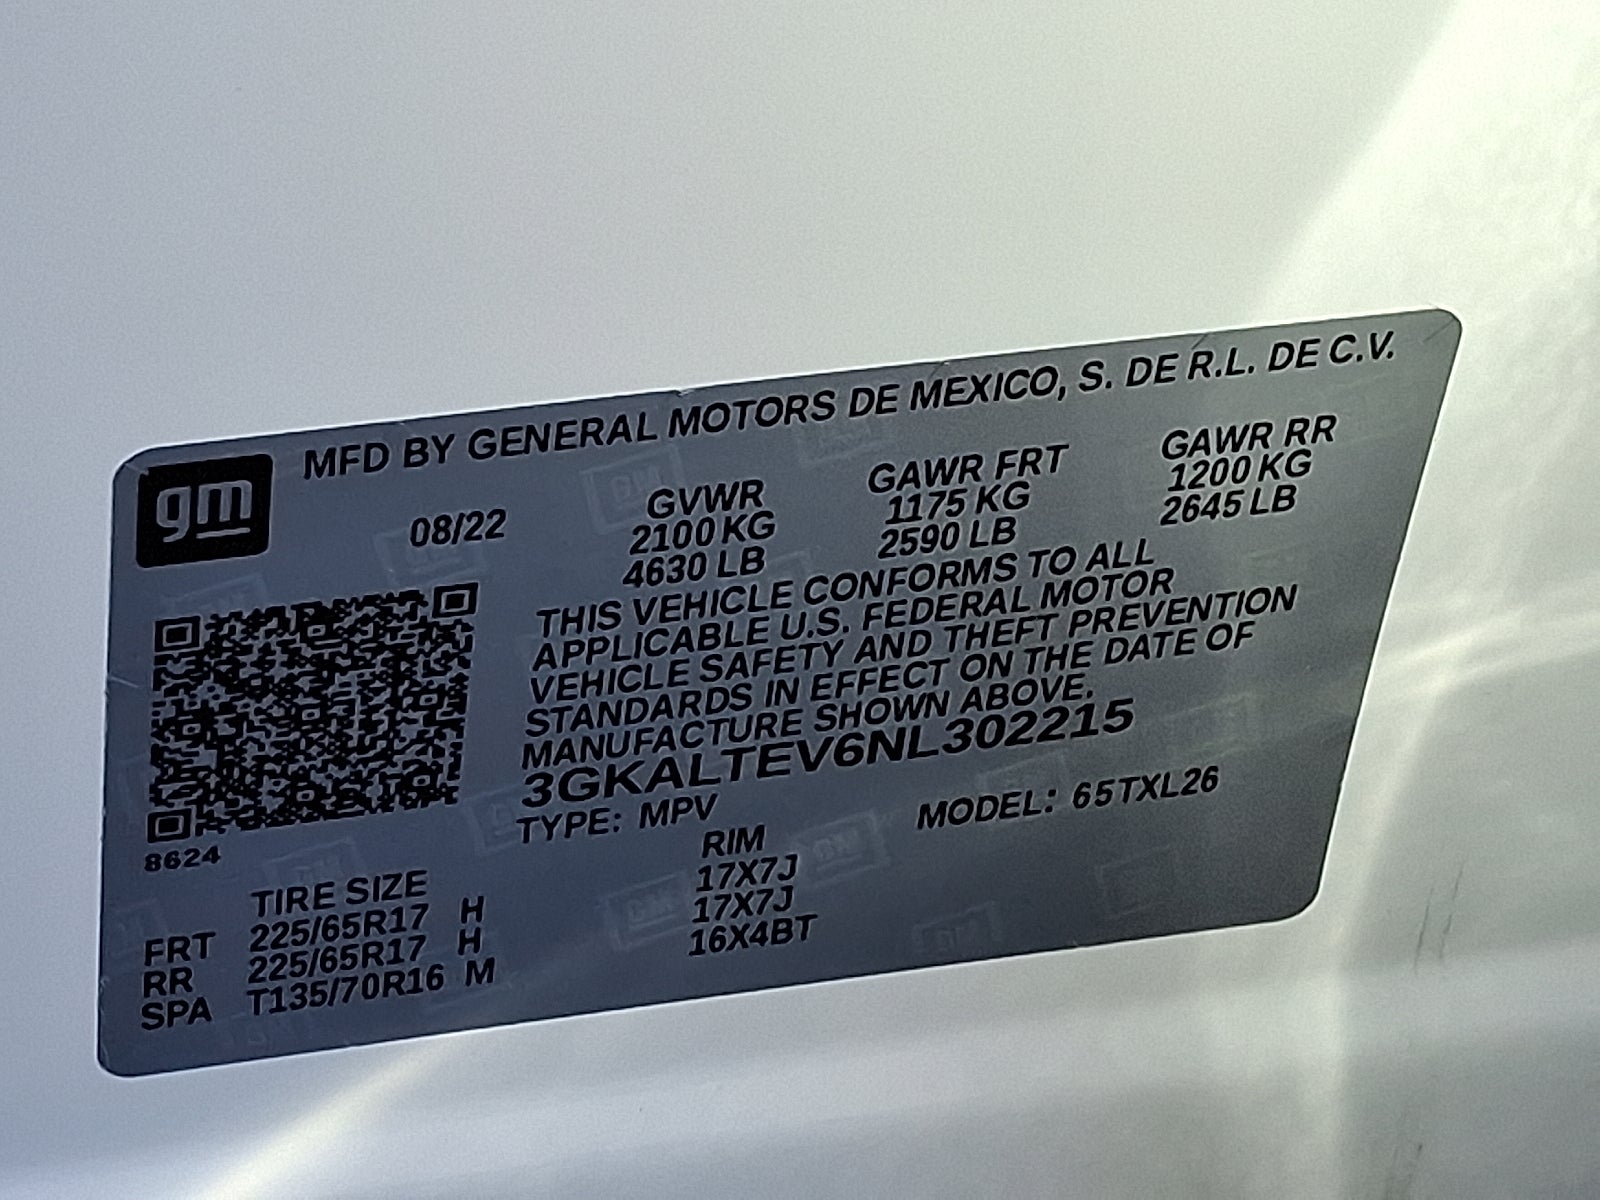 gm
MFD BY GENERAL MOTORS DE MEXICO, S. DE R.L. DE C.V.
08/22 GVWR GAWR FRT GAWR RR
2100 KG 1175 KG 1200 KG
4630 LB 2590 LB 2645 LB
THIS VEHICLE CONFORMS TO ALL
APPLICABLE U.S. FEDERAL MOTOR
VEHICLE SAFETY AND THEFT PREVENTION
STANDARDS IN EFFECT ON THE DATE OF
MANUFACTURE SHOWN ABOVE.
3GKALTEV6NL302215
TYPE: MPV MODEL: 65TXL26
8624
TIRE SIZE RIM
FRT 225/65R17 H 17X7J
RR 225/65R17 H 17X7J
SPA T135/70R16 M 16X4BT